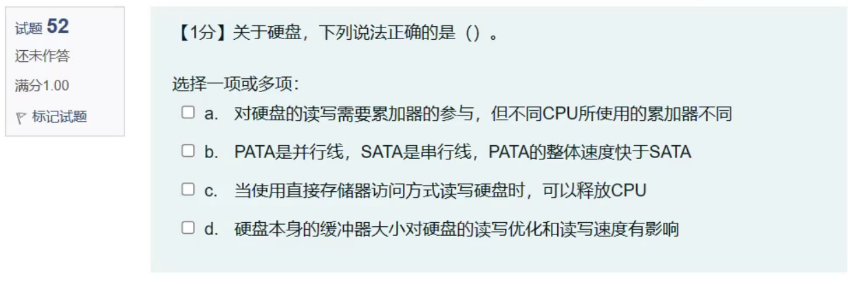 试题 52
还未作答
满分1.00
标记试题
【1分】关于硬盘，下列说法正确的是（）。
选择一项或多项：
a. 对硬盘的读写需要累加器的参与，但不同CPU所使用的累加器不同
b. PATA是并行线，SATA是串行线，PATA的整体速度快于SATA
c. 当使用直接存储器访问方式读写硬盘时，可以释放CPU
d. 硬盘本身的缓冲器大小对硬盘的读写优化和读写速度有影响